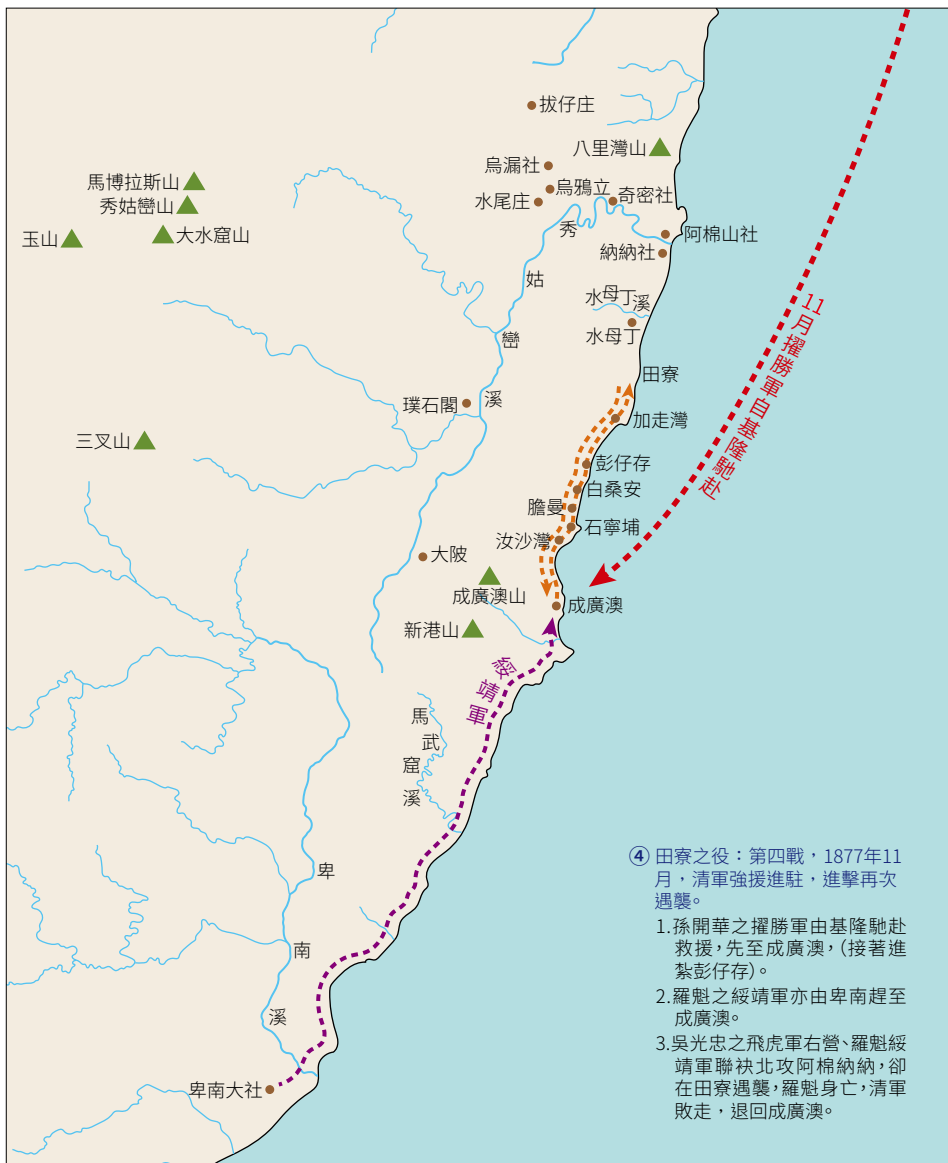 拔仔庄
八里灣山
烏漏社
馬博拉斯山
烏鴉立
秀姑巒山
水尾庄
奇密社
玉山
大水窟山
秀姑巒溪
阿棉山社
納納社
水母丁溪
水母丁
11月擢勝軍自基隆馳赴
田寮
璞石閣
加走灣
三叉山
彭仔存
白桑安
膽曼
石寧埔
汝沙灣
大陂
成廣澳山
成廣澳
新港山
綏靖軍
馬武窟溪
卑南溪
卑南大社
④ 田寮之役：第四戰，1877年11
月，清軍強援進駐，進擊再次
遇襲。
1.孫開華之擢勝軍由基隆馳赴
救援，先至成廣澳，(接著進
紮彭仔存)。
2.羅魁之綏靖軍亦由卑南趕至
成廣澳。
3.吳光忠之飛虎軍右營、羅魁綏
靖軍聯袂北攻阿棉納納，卻
在田寮遇襲，羅魁身亡，清軍
敗走，退回成廣澳。